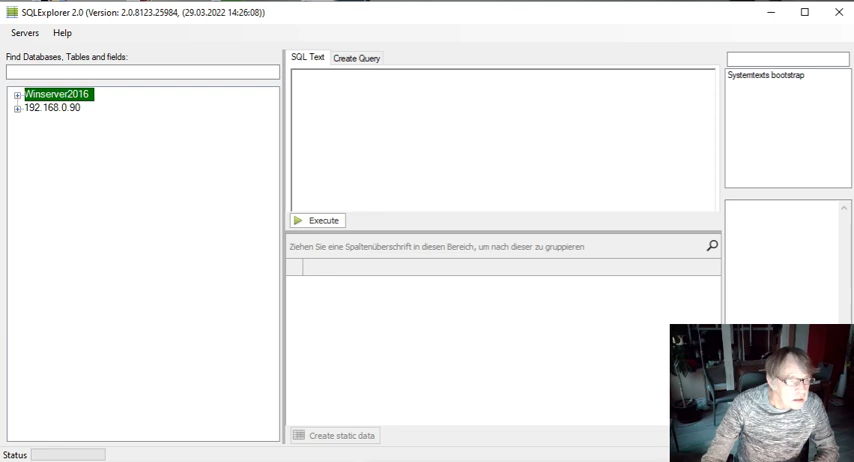 SQLExplorer 2.0 (Version: 2.0.8123.25984, (29.03.2022 14:26:08))
Servers Help
Find Databases, Tables and fields:
Winserver2016
192.168.0.90
SQL Text Create Query
Execute
Ziehen Sie eine Spaltenüberschrift in diesen Bereich, um nach dieser zu gruppieren
Create static data
Systemtexts bootstrap
Status